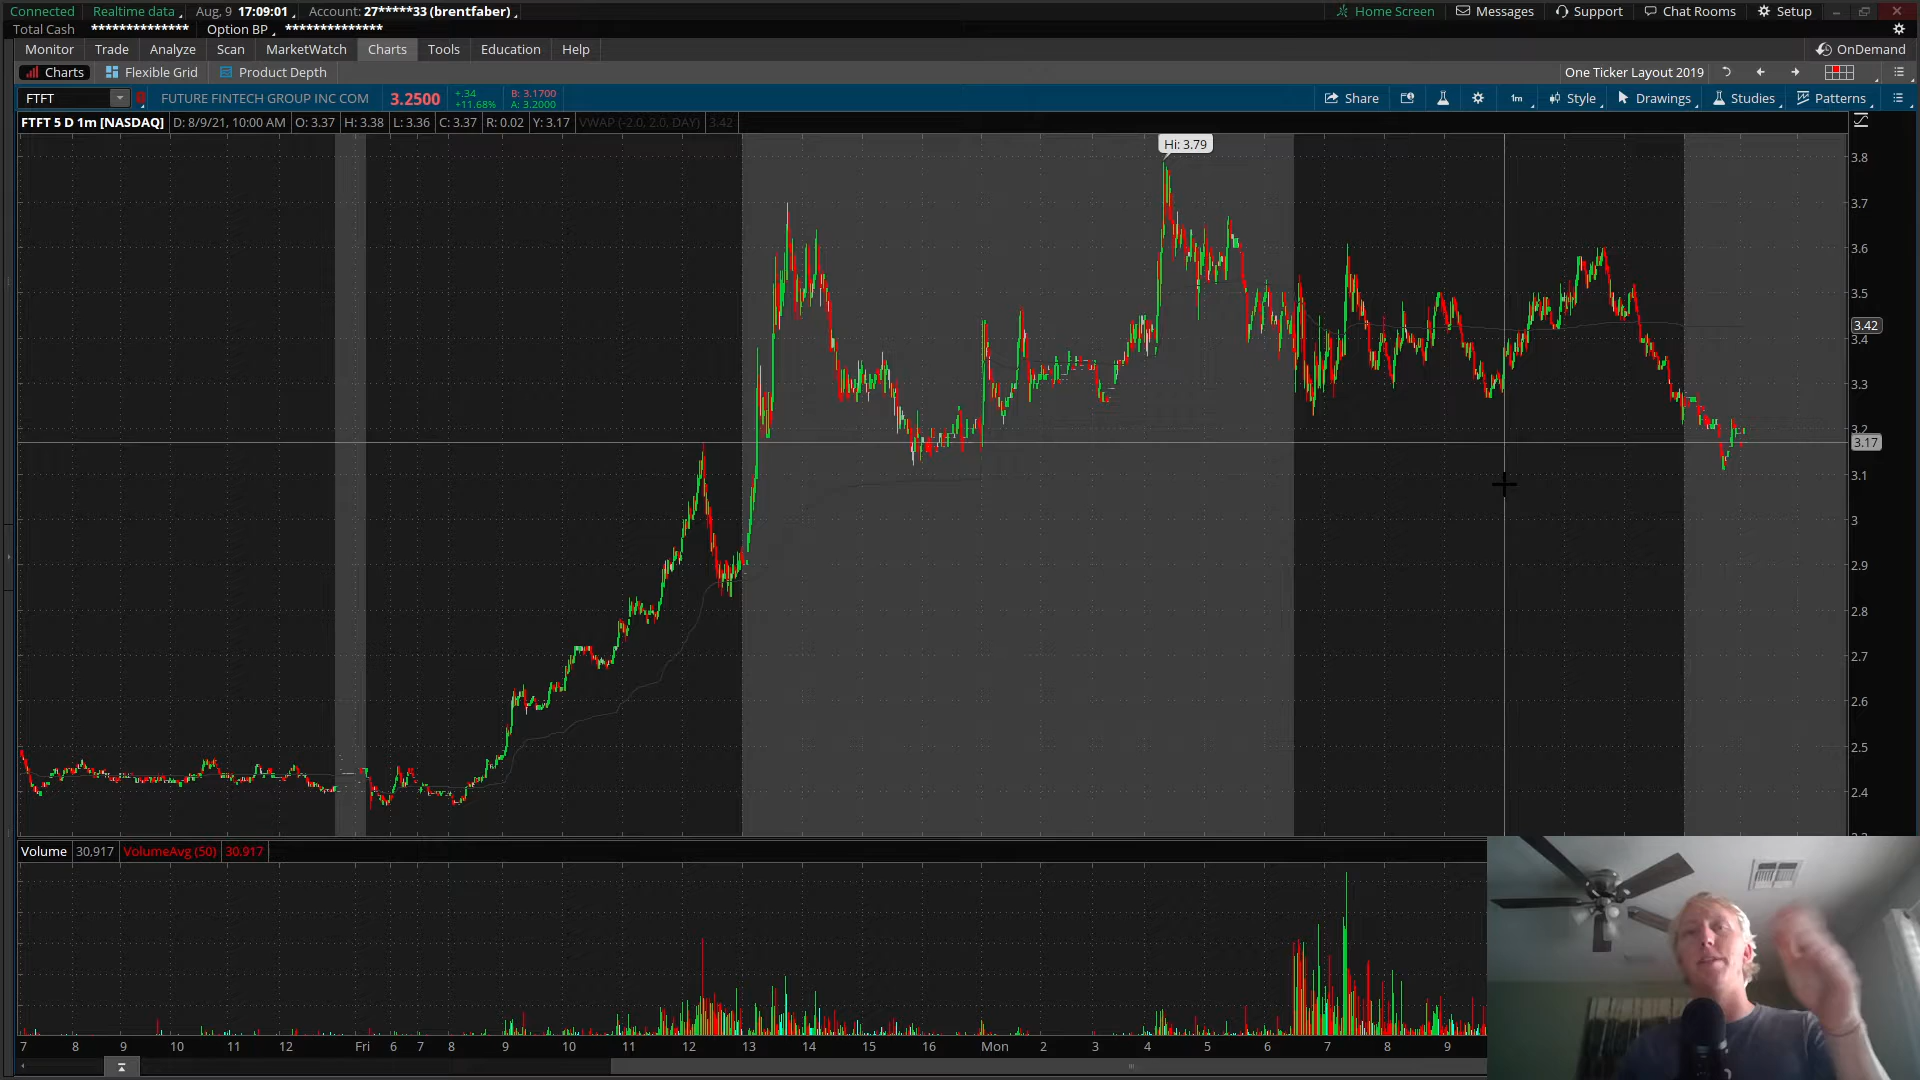 Connected Realtime data Aug, 9 17:09:01 Account: 27*****33 (brentfaber) Home Screen Messages Support Chat Rooms Setup
Total Cash ************** Option BP **************
Monitor Trade Analyze Scan MarketWatch Charts Tools Education Help OnDemand
Charts Flexible Grid Product Depth One Ticker Layout 2019
FTFT FUTURE FINTECH GROUP INC COM 3.2500 +.34 +11.68% B: 3.1700 A: 3.2000 Share 1m Style Drawings Studies Patterns
FTFT 5 D 1m [NASDAQ] D: 8/9/21, 10:00 AM O: 3.37 H: 3.38 L: 3.36 C: 3.37 R: 0.02 Y: 3.17 VWAP (-2.0, 2.0, DAY) 3.42
Hi: 3.79
3.8
3.7
3.6
3.5
3.42
3.4
3.3
3.2
3.17
3.1
3
2.9
2.8
2.7
2.6
2.5
2.4
Volume 30,917 VolumeAvg (50) 30,917
7 8 9 10 11 12 Fri 6 7 8 9 10 11 12 13 14 15 16 Mon 2 3 4 5 6 7 8 9